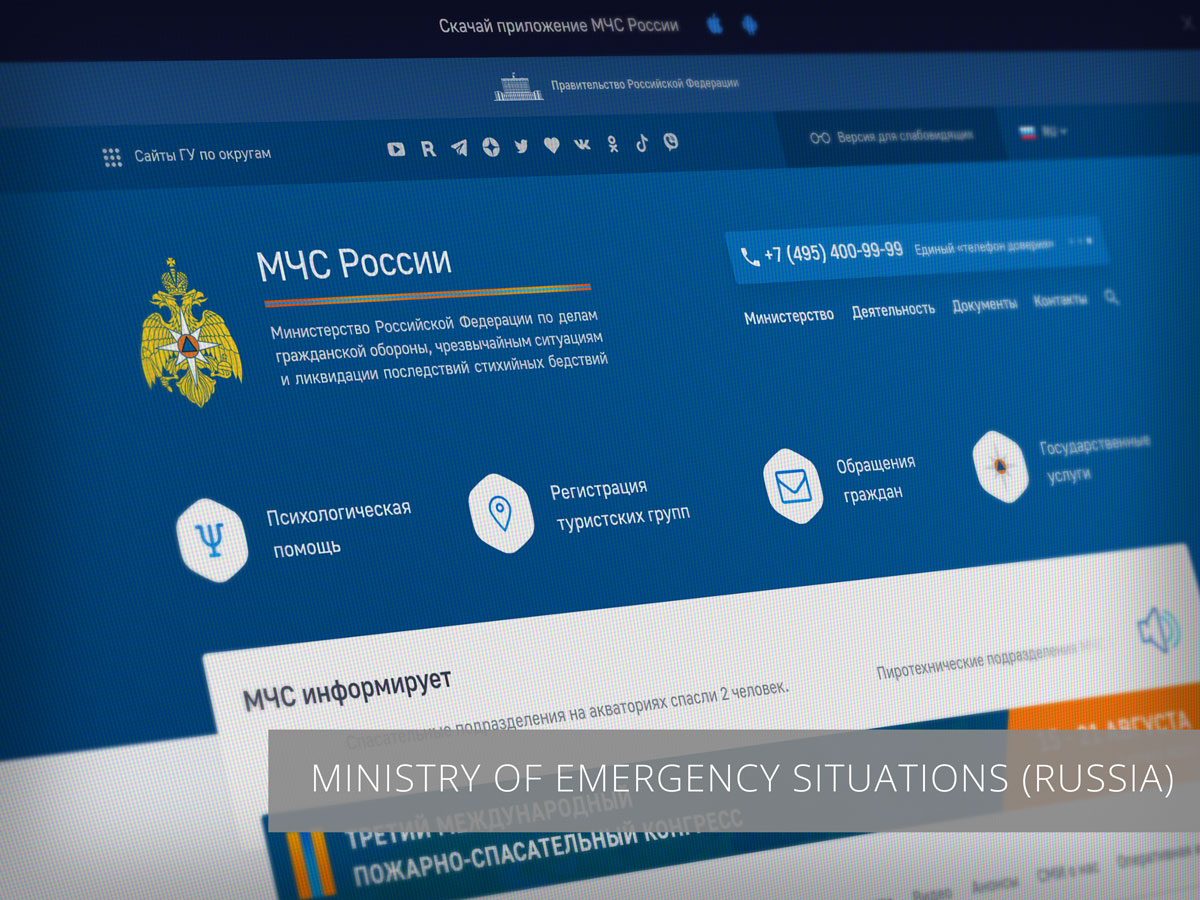 Скачай приложение МЧС России
Правительство Российской Федерации
Сайты ГУ по округам
Версия для слабовидящих
RU
МЧС России
Министерство Российской Федерации по делам
гражданской обороны, чрезвычайным ситуациям
и ликвидации последствий стихийных бедствий
+7 (495) 400-99-99 Единый «телефон доверия»
Министерство Деятельность Документы Контакты
Психологическая
помощь
Регистрация
туристских групп
Обращения
граждан
Государственные
услуги
МЧС информирует
Спасательные подразделения на акваториях спасли 2 человек.
Пиротехнические подразделения
АВГУСТА
MINISTRY OF EMERGENCY SITUATIONS (RUSSIA)
ТРЕТИЙ МЕЖДУНАРОДНЫЙ
ПОЖАРНО-СПАСАТЕЛЬНЫЙ КОНГРЕСС
Видео Анонсы СМИ о нас Оперативная